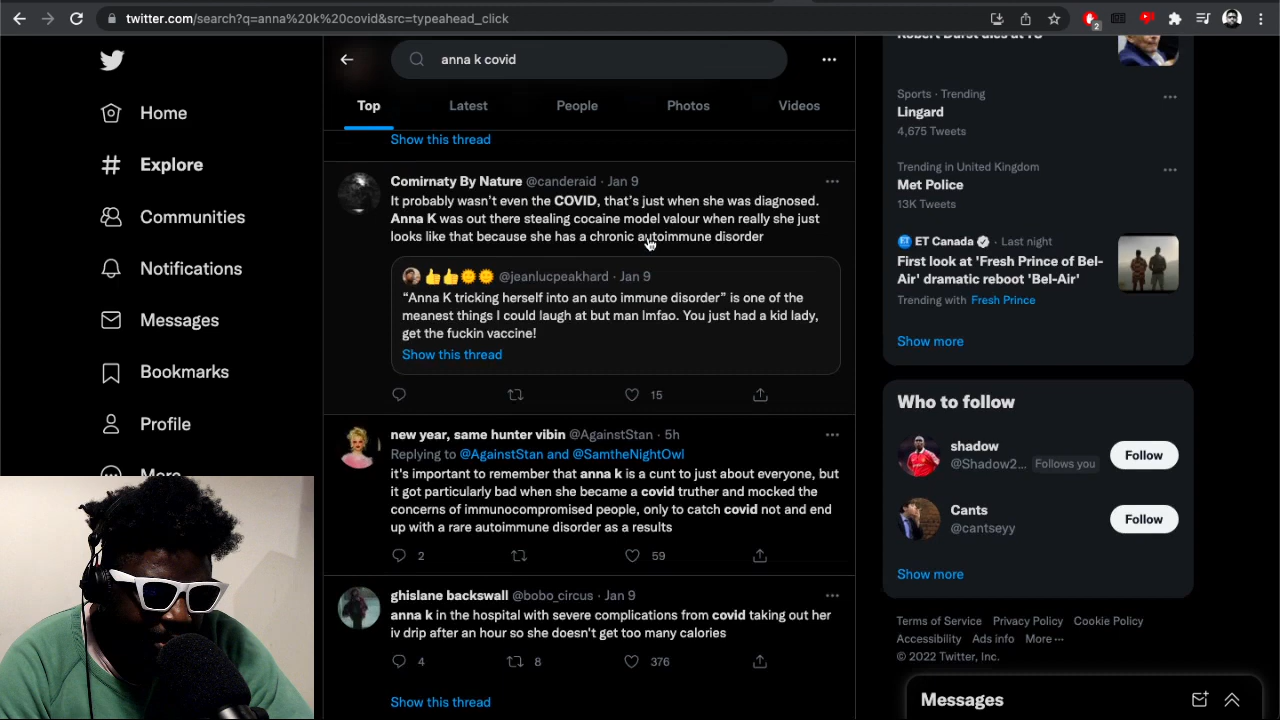 twitter.com/search?q=anna%20k%20covid&src=typeahead_click
2
Home
Explore
Communities
Notifications
Messages
Bookmarks
Profile
More
anna k covid
Top
Latest
People
Photos
Videos
Show this thread
Comirnaty By Nature @canderaid · Jan 9
It probably wasn't even the COVID, that's just when she was diagnosed.
Anna K was out there stealing cocaine model valour when really she just
looks like that because she has a chronic autoimmune disorder
@jeanlucpeakhard · Jan 9
“Anna K tricking herself into an auto immune disorder” is one of the
meanest things I could laugh at but man lmfao. You just had a kid lady,
get the fuckin vaccine!
Show this thread
15
new year, same hunter vibin @AgainstStan · 5h
Replying to @AgainstStan and @SamtheNightOwl
it's important to remember that anna k is a cunt to just about everyone, but
it got particularly bad when she became a covid truther and mocked the
concerns of immunocompromised people, only to catch covid not and end
up with a rare autoimmune disorder as a results
2
59
ghislane backswall @bobo_circus · Jan 9
anna k in the hospital with severe complications from covid taking out her
iv drip after an hour so she doesn't get too many calories
4
8
376
Show this thread
Robert Durst dies at 78
Sports · Trending
Lingard
4,675 Tweets
Trending in United Kingdom
Met Police
13K Tweets
ET Canada · Last night
First look at 'Fresh Prince of Bel-
Air' dramatic reboot 'Bel-Air'
Trending with Fresh Prince
Show more
Who to follow
shadow
@Shadow2... Follows you
Follow
Cants
@cantseyy
Follow
Show more
Terms of Service Privacy Policy Cookie Policy
Accessibility Ads info More ···
© 2022 Twitter, Inc.
Messages